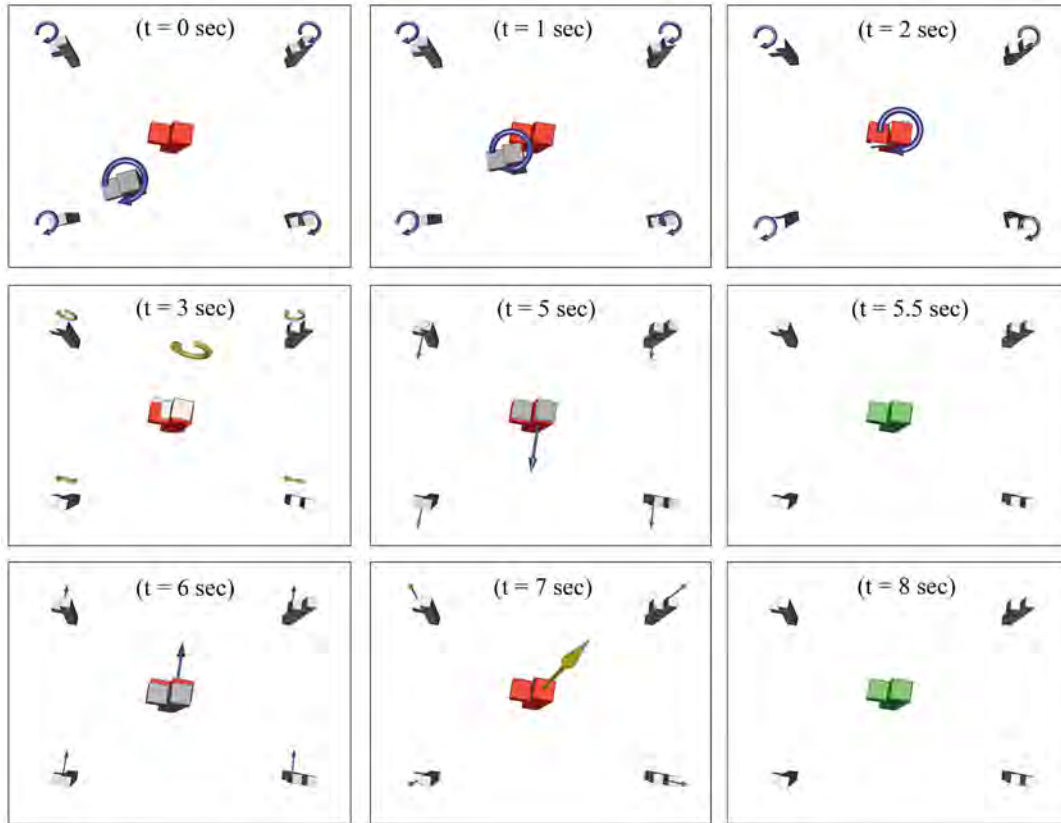 (t = 0 sec)
(t = 1 sec)
(t = 2 sec)
(t = 3 sec)
(t = 5 sec)
(t = 5.5 sec)
(t = 6 sec)
(t = 7 sec)
(t = 8 sec)